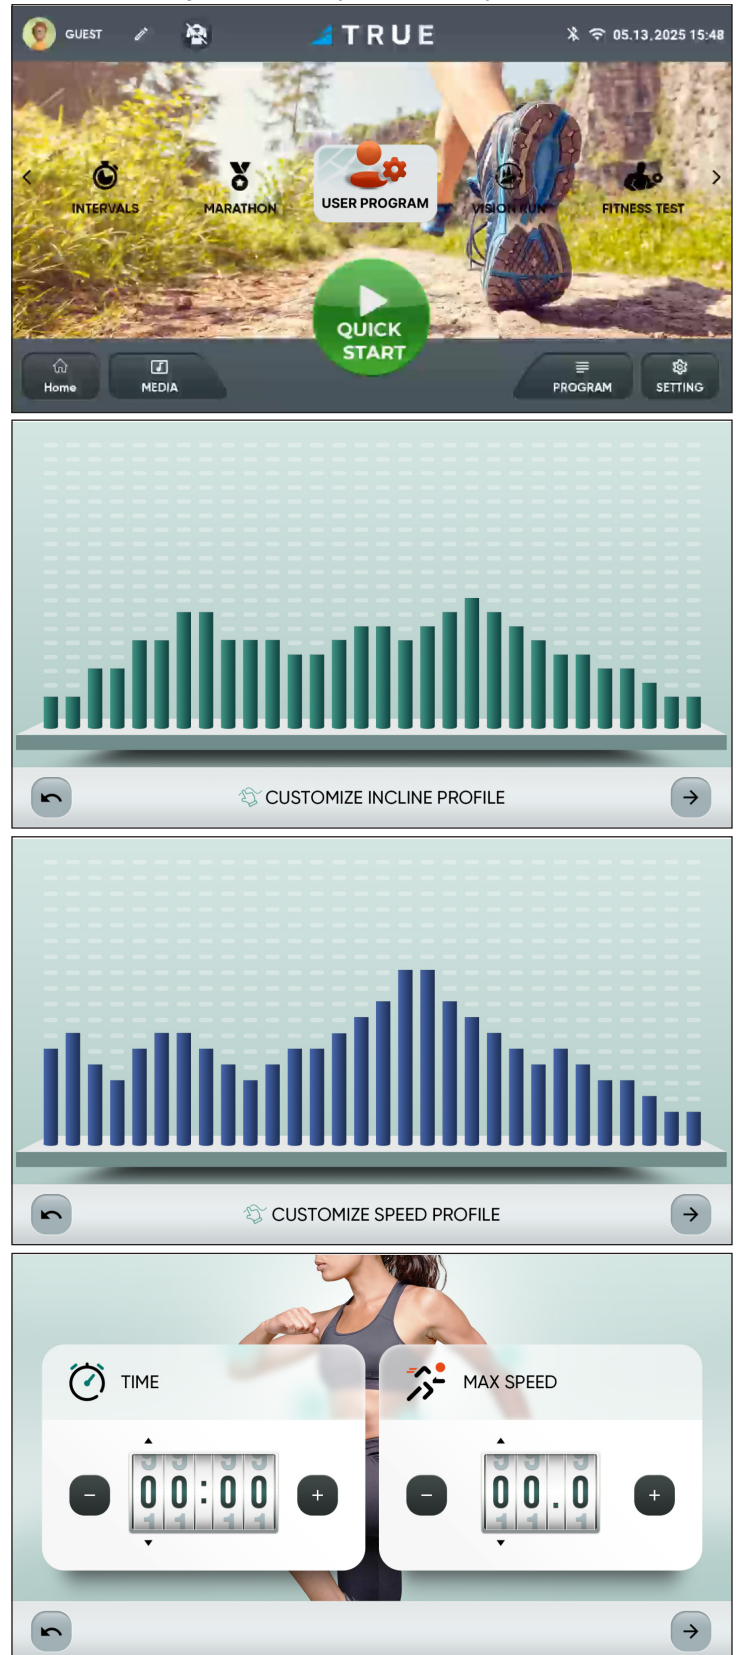 GUEST
TRUE
05.13.2025 15:48
INTERVALS
MARATHON
USER PROGRAM
VISION RUN
FITNESS TEST
QUICK
START
Home
MEDIA
PROGRAM
SETTING
CUSTOMIZE INCLINE PROFILE
CUSTOMIZE SPEED PROFILE
TIME
MAX SPEED
00:00
00.0